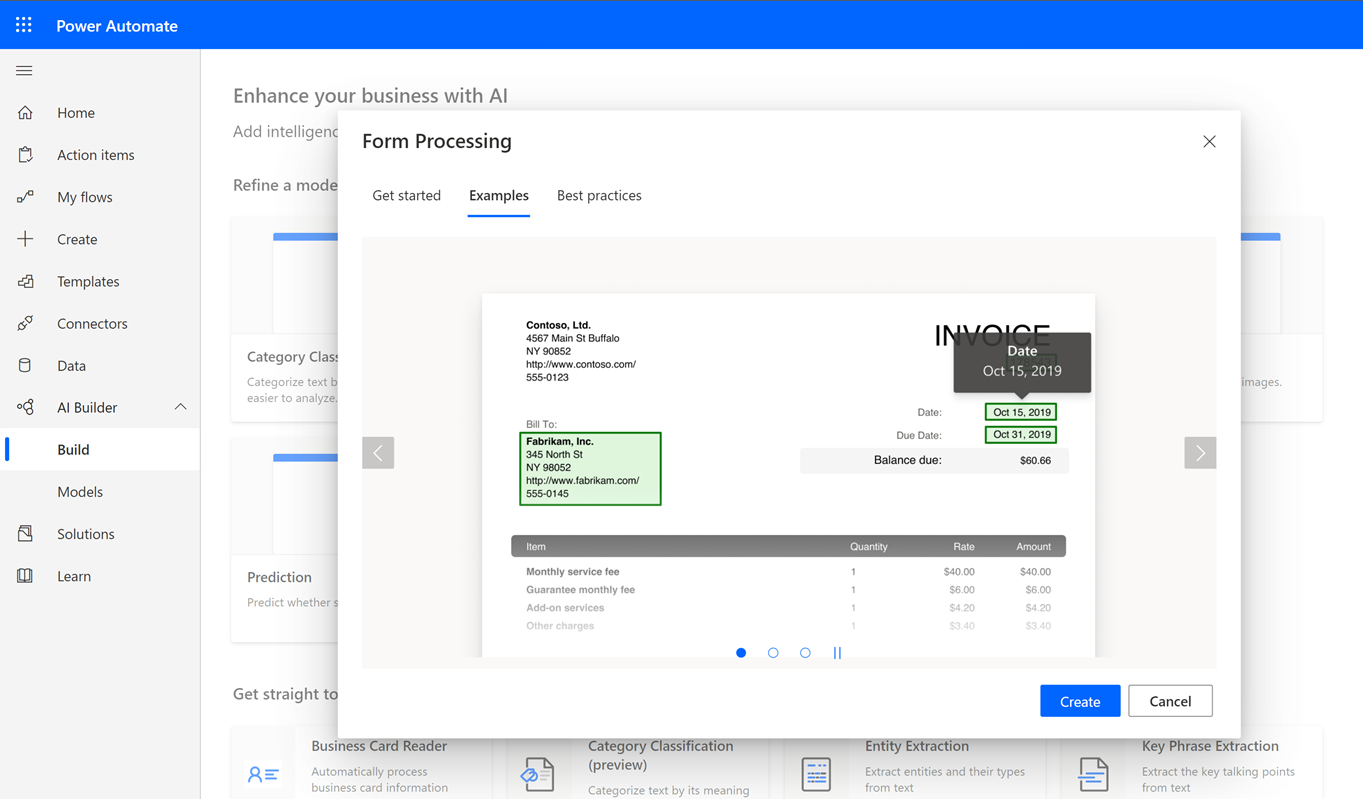 Power Automate
Home
Action items
My flows
Create
Templates
Connectors
Data
AI Builder
Build
Models
Solutions
Learn
Enhance your business with AI
Add
Refine a
Category
Categorize text
easier to analyze.
images.
Prediction
Predict whether
Get straight to
Form Processing
Get started Examples Best practices
Contoso, Ltd.
4567 Main St Buffalo
NY 90852
http://www.contoso.com/
555-0123
INVOICE
Date
Oct 15, 2019
Date: Oct 15, 2019
Due Date: Oct 31, 2019
Balance due: $60.66
Bill To:
Fabrikam, Inc.
345 North St
NY 98052
http://www.fabrikam.com/
555-0145
Item Quantity Rate Amount
Monthly service fee 1 $40.00 $40.00
Guarantee monthly fee 1 $6.00 $6.00
Add-on services 1 $4.20 $4.20
Other charges 1 $3.40 $3.40
Create Cancel
Business Card Reader
Automatically process
business card information
Category Classification
(preview)
Categorize text by its meaning
Entity Extraction
Extract entities and their types
from text
Key Phrase Extraction
Extract the key talking points
from text